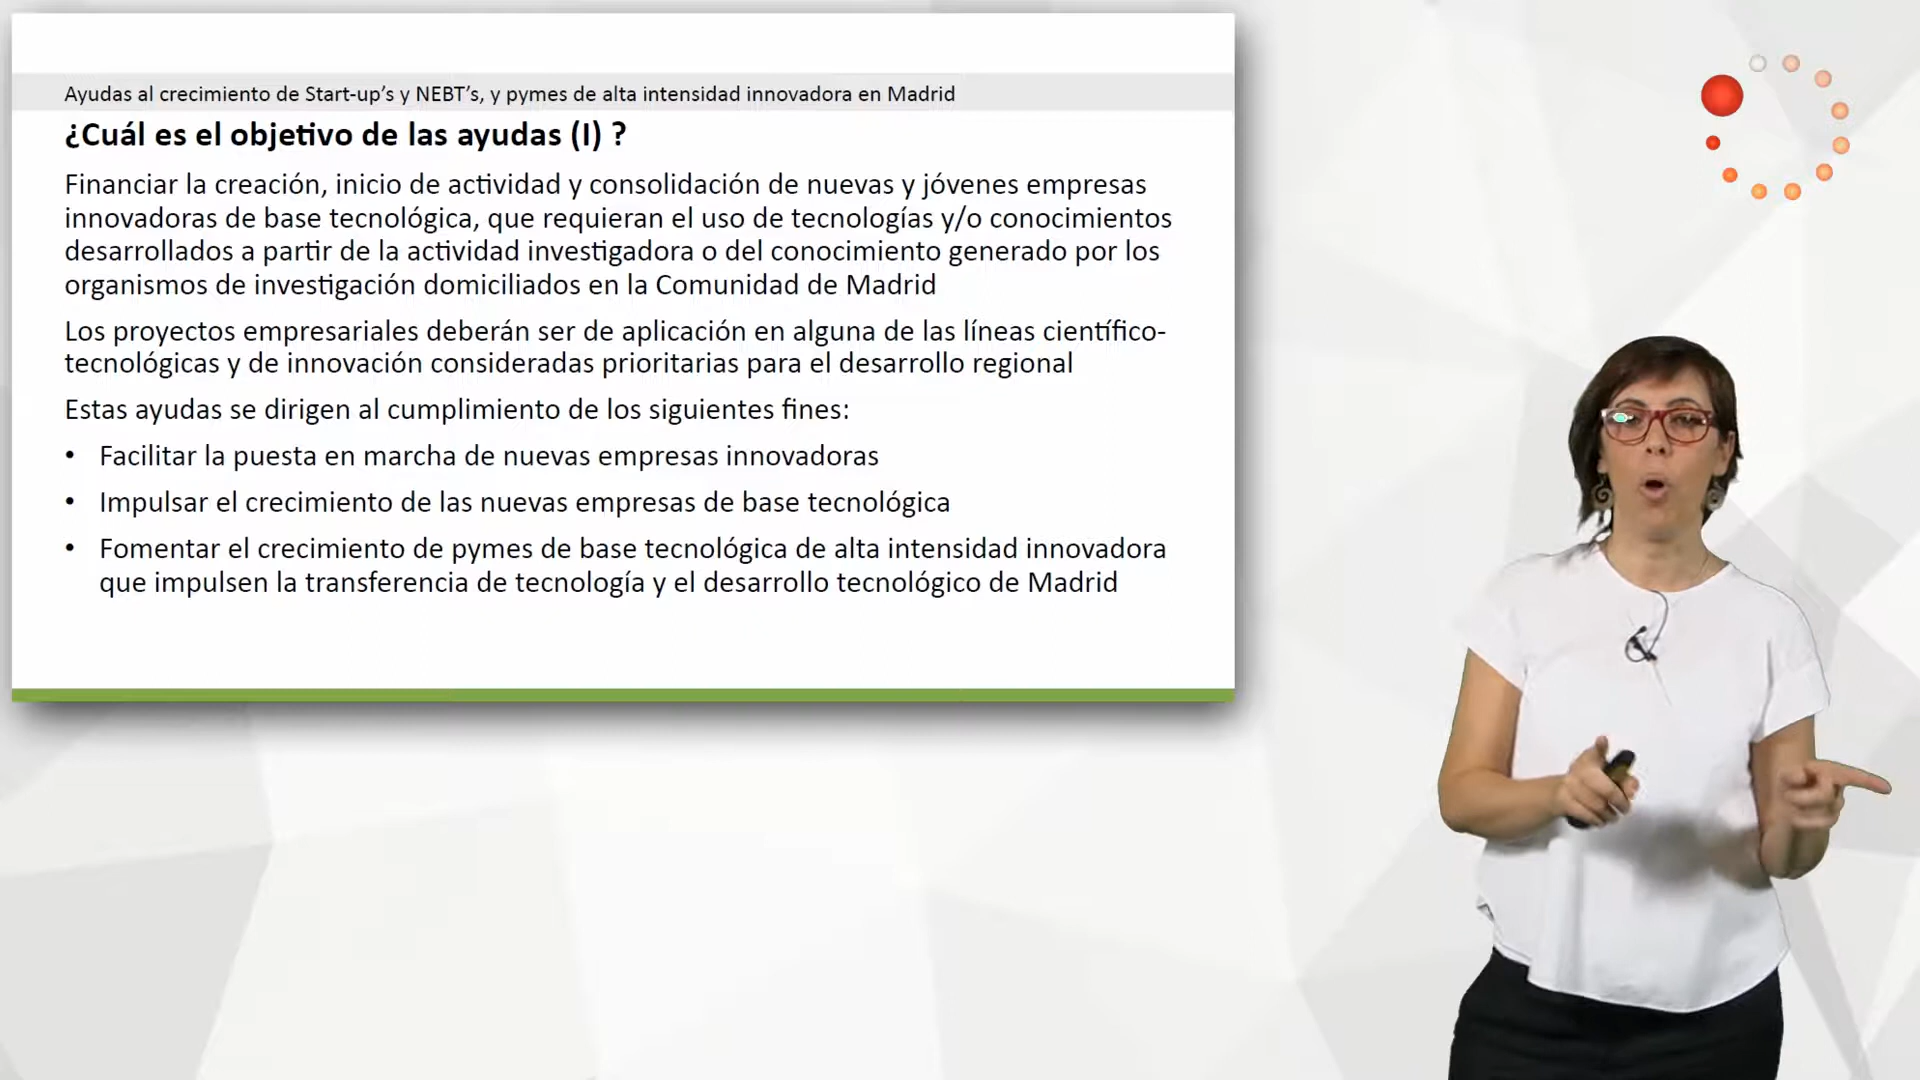 Ayudas al crecimiento de Start-up’s y NEBT’s, y pymes de alta intensidad innovadora en Madrid
¿Cuál es el objetivo de las ayudas (I) ?
Financiar la creación, inicio de actividad y consolidación de nuevas y jóvenes empresas
innovadoras de base tecnológica, que requieran el uso de tecnologías y/o conocimientos
desarrollados a partir de la actividad investigadora o del conocimiento generado por los
organismos de investigación domiciliados en la Comunidad de Madrid
Los proyectos empresariales deberán ser de aplicación en alguna de las líneas científico-
tecnológicas y de innovación consideradas prioritarias para el desarrollo regional
Estas ayudas se dirigen al cumplimiento de los siguientes fines:
• Facilitar la puesta en marcha de nuevas empresas innovadoras
• Impulsar el crecimiento de las nuevas empresas de base tecnológica
• Fomentar el crecimiento de pymes de base tecnológica de alta intensidad innovadora
que impulsen la transferencia de tecnología y el desarrollo tecnológico de Madrid